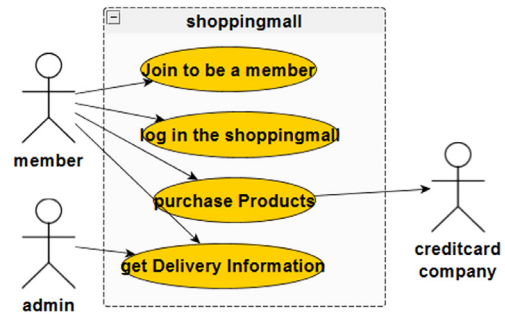 shoppingmall
Join to be a member
log in the shoppingmall
member
purchase Products
creditcard
company
get Delivery Information
admin